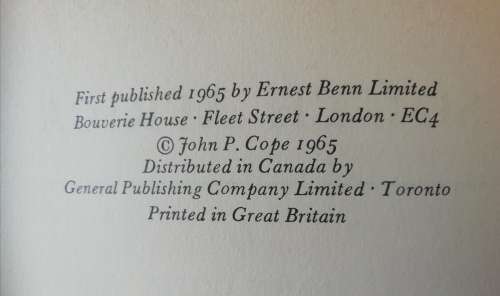 First published 1965 by Ernest Benn Limited
Bouverie House · Fleet Street · London · EC4
© John P. Cope 1965
Distributed in Canada by
General Publishing Company Limited · Toronto
Printed in Great Britain